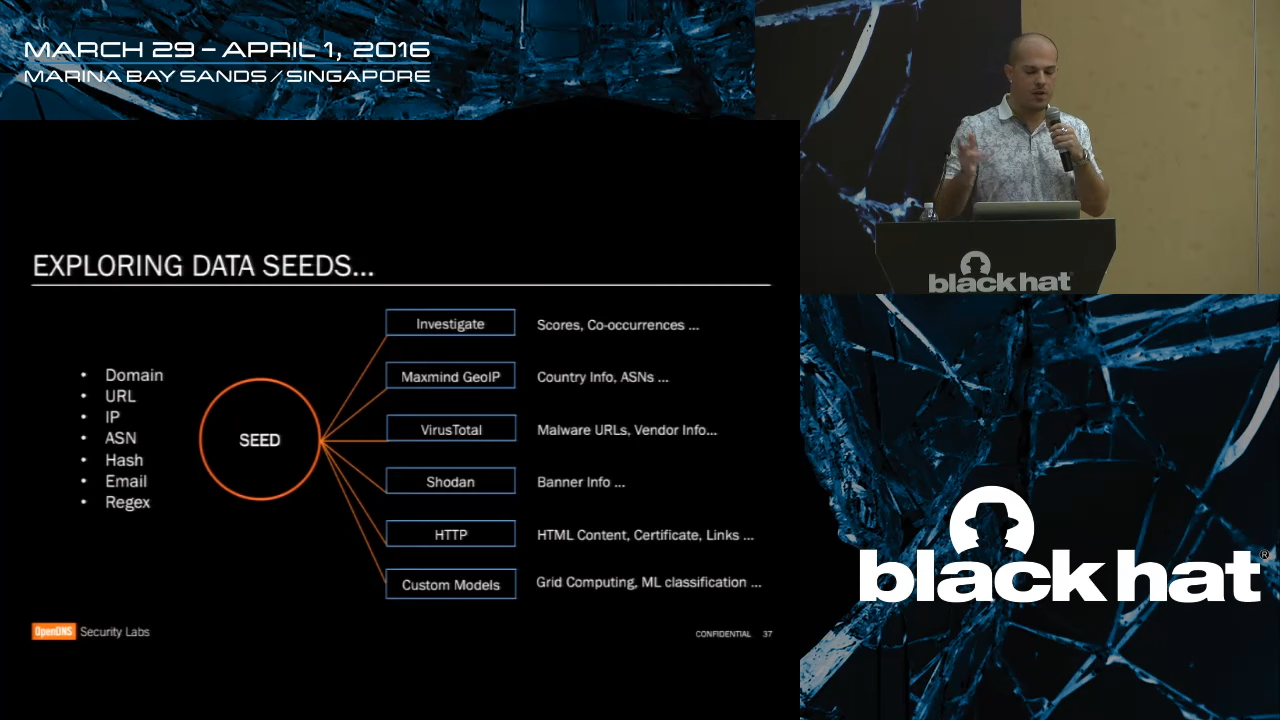 MARCH 29 – APRIL 1, 2016
MARINA BAY SANDS / SINGAPORE
black hat
EXPLORING DATA SEEDS...
• Domain
• URL
• IP
• ASN
• Hash
• Email
• Regex
SEED
Investigate Scores, Co-occurrences ...
Maxmind GeoIP Country Info, ASNs ...
VirusTotal Malware URLs, Vendor Info...
Shodan Banner Info ...
HTTP HTML Content, Certificate, Links ...
Custom Models Grid Computing, ML classification ...
OpenDNS Security Labs
CONFIDENTIAL 37
black hat®